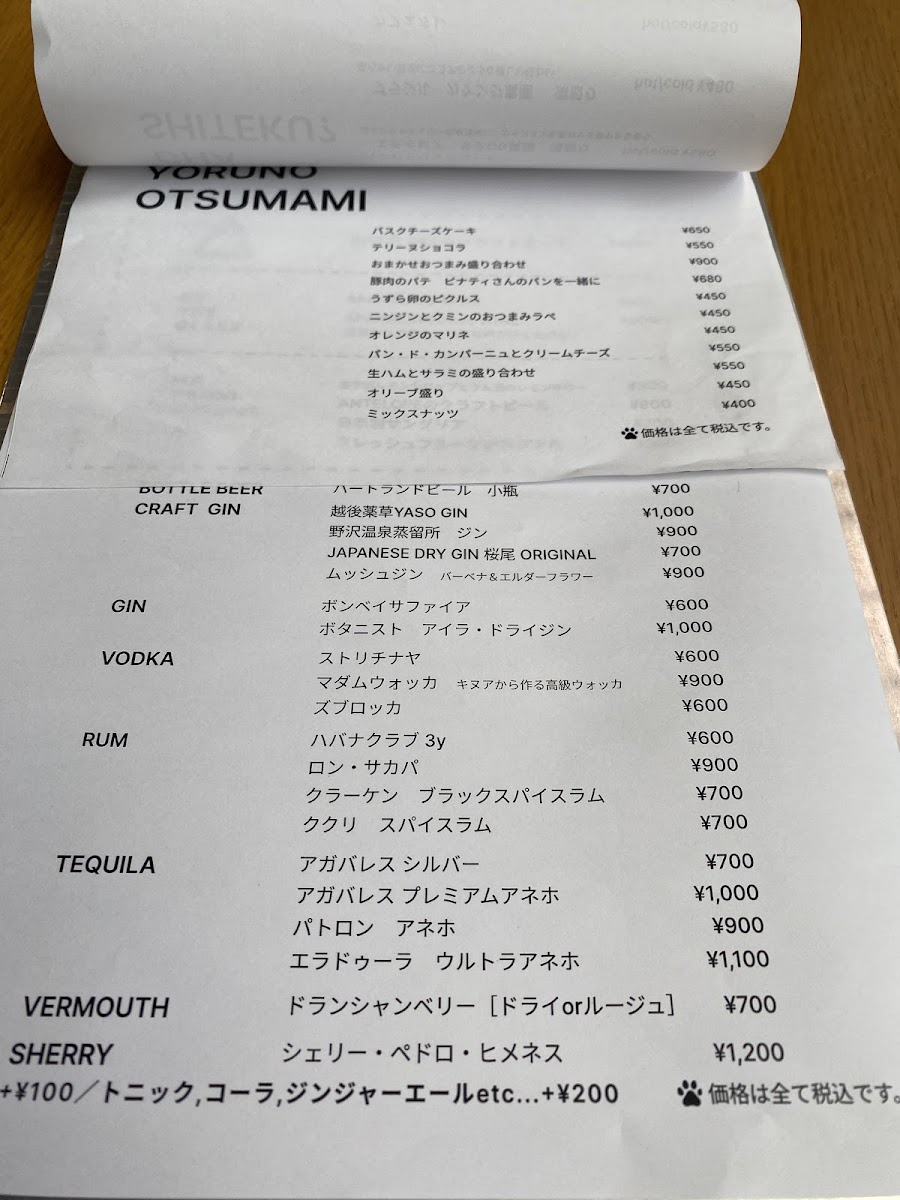 YORUNO
OTSUMAMI
バスクチーズケーキ ¥650
テリーヌショコラ ¥550
おまかせおつまみ盛り合わせ ¥900
豚肉のパテ ビナティさんのパンを一緒に ¥680
うずら卵のピクルス ¥450
ニンジンとクミンのおつまみラペ ¥450
オレンジのマリネ ¥450
パン・ド・カンパーニュとクリームチーズ ¥550
生ハムとサラミの盛り合わせ ¥550
オリーブ盛り ¥450
ミックスナッツ ¥400
価格は全て税込です。
BOTTLE BEER ハートランドビール 小瓶 ¥700
CRAFT GIN 越後薬草YASO GIN ¥1,000
野沢温泉蒸留所 ジン ¥900
JAPANESE DRY GIN 桜尾 ORIGINAL ¥700
ムッシュジン バーベナ＆エルダーフラワー ¥900
GIN ボンベイサファイア ¥600
ボタニスト アイラ・ドライジン ¥1,000
VODKA ストリチナヤ ¥600
マダムウォッカ キヌアから作る高級ウォッカ ¥900
ズブロッカ ¥600
RUM ハバナクラブ 3y ¥600
ロン・サカパ ¥900
クラーケン ブラックスパイスラム ¥700
ククリ スパイスラム ¥700
TEQUILA アガバレス シルバー ¥700
アガバレス プレミアムアネホ ¥1,000
パトロン アネホ ¥900
エラドゥーラ ウルトラアネホ ¥1,100
VERMOUTH ドランシャンベリー［ドライorルージュ］ ¥700
SHERRY シェリー・ペドロ・ヒメネス ¥1,200
+¥100／トニック,コーラ,ジンジャーエールetc...+¥200 価格は全て税込です。